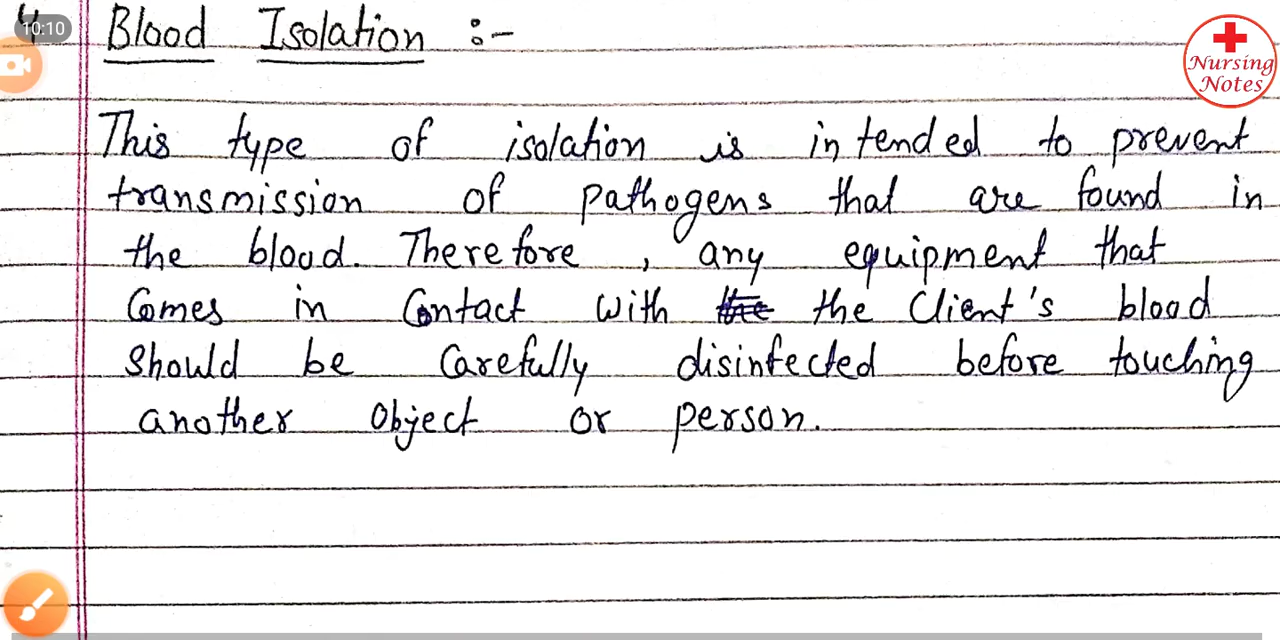 10:10
4
Blood Isolation :-
Nursing
Notes
This type of isolation is intended to prevent
transmission of pathogens that are found in
the blood. Therefore, any equipment that
Comes in Contact with the the Client's blood
should be Carefully disinfected before touching
another object or person.